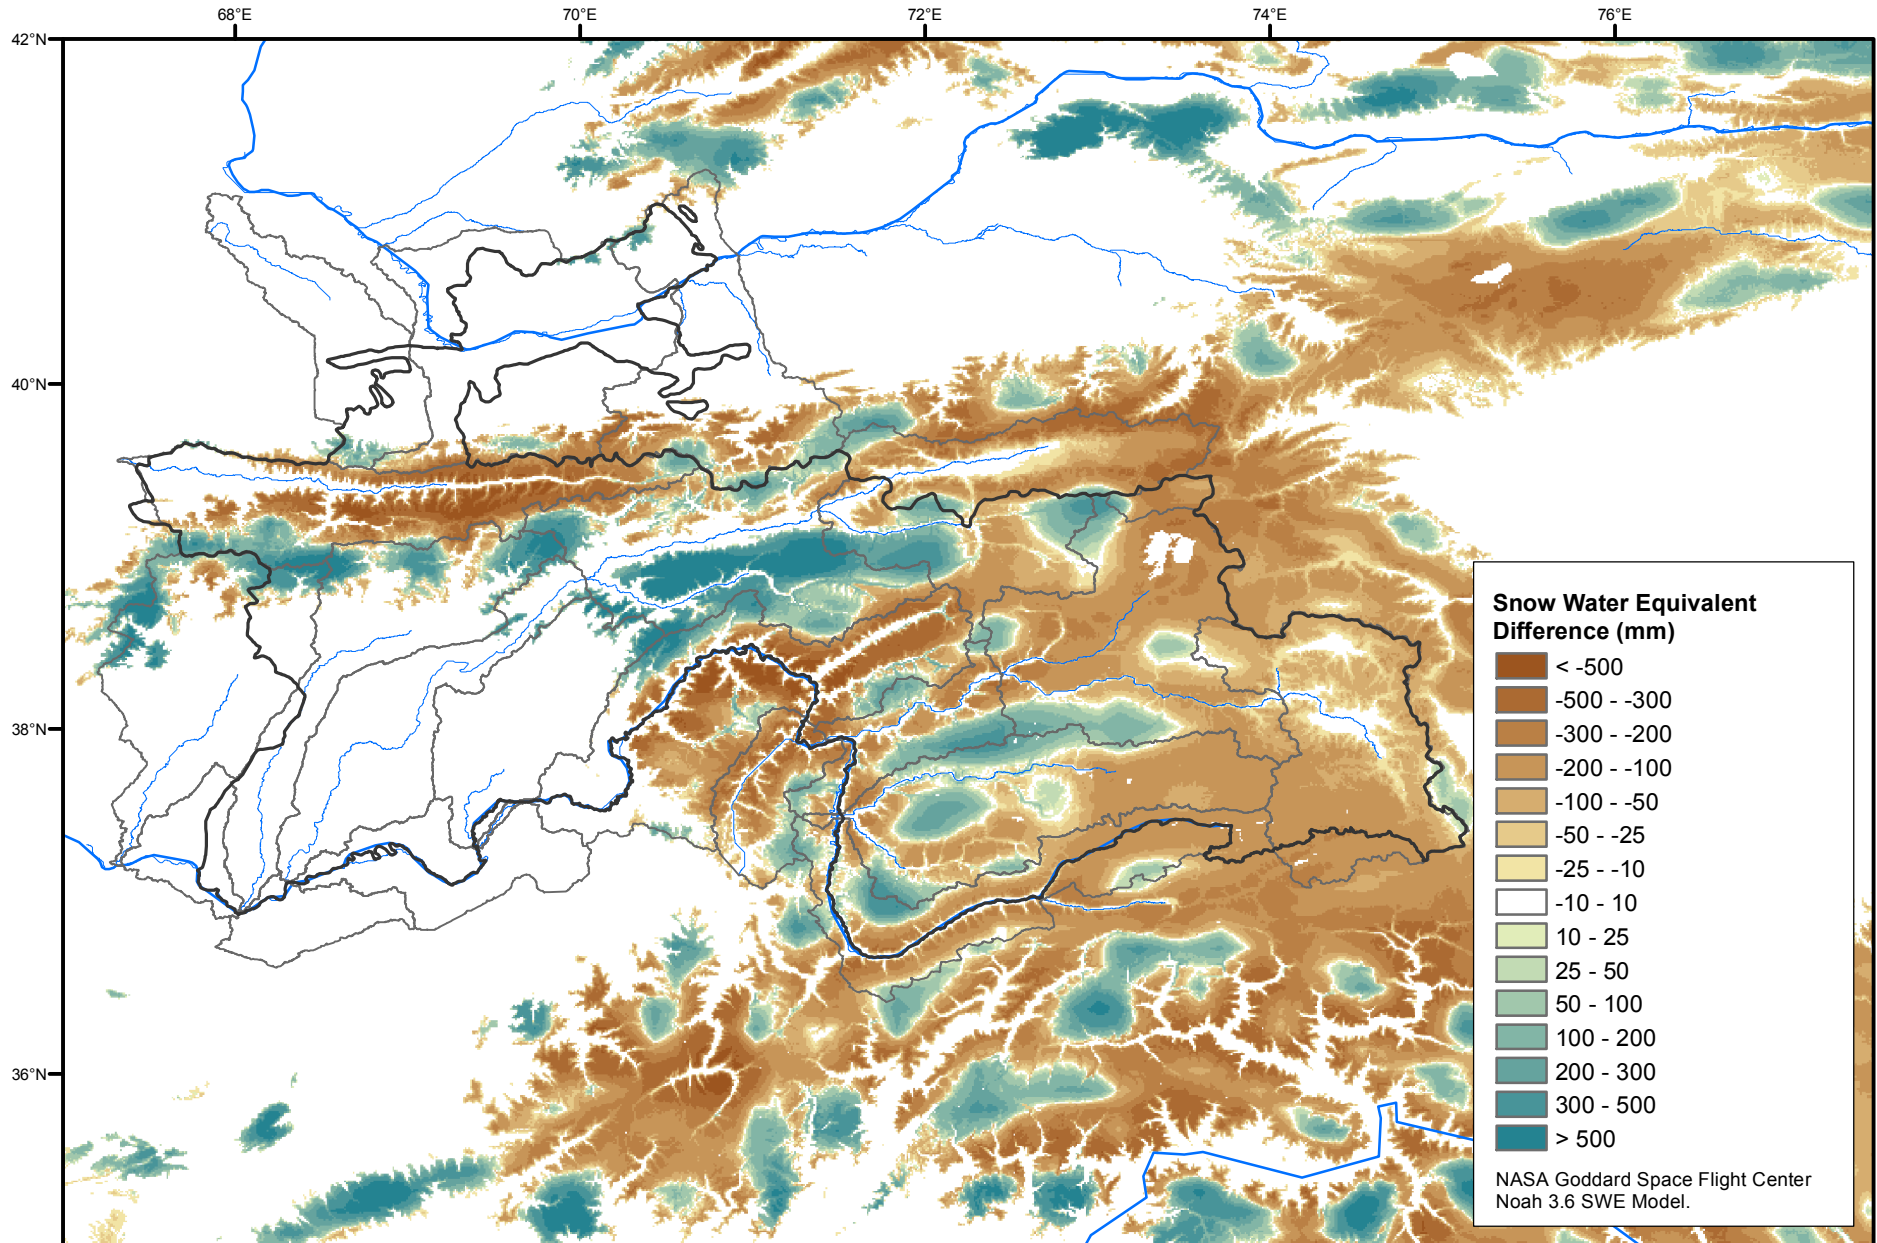 68°E 70°E 72°E 74°E 76°E
42°N
40°N
38°N
36°N
Snow Water Equivalent
Difference (mm)
< -500
-500 - -300
-300 - -200
-200 - -100
-100 - -50
-50 - -25
-25 - -10
-10 - 10
10 - 25
25 - 50
50 - 100
100 - 200
200 - 300
300 - 500
> 500
NASA Goddard Space Flight Center
Noah 3.6 SWE Model.